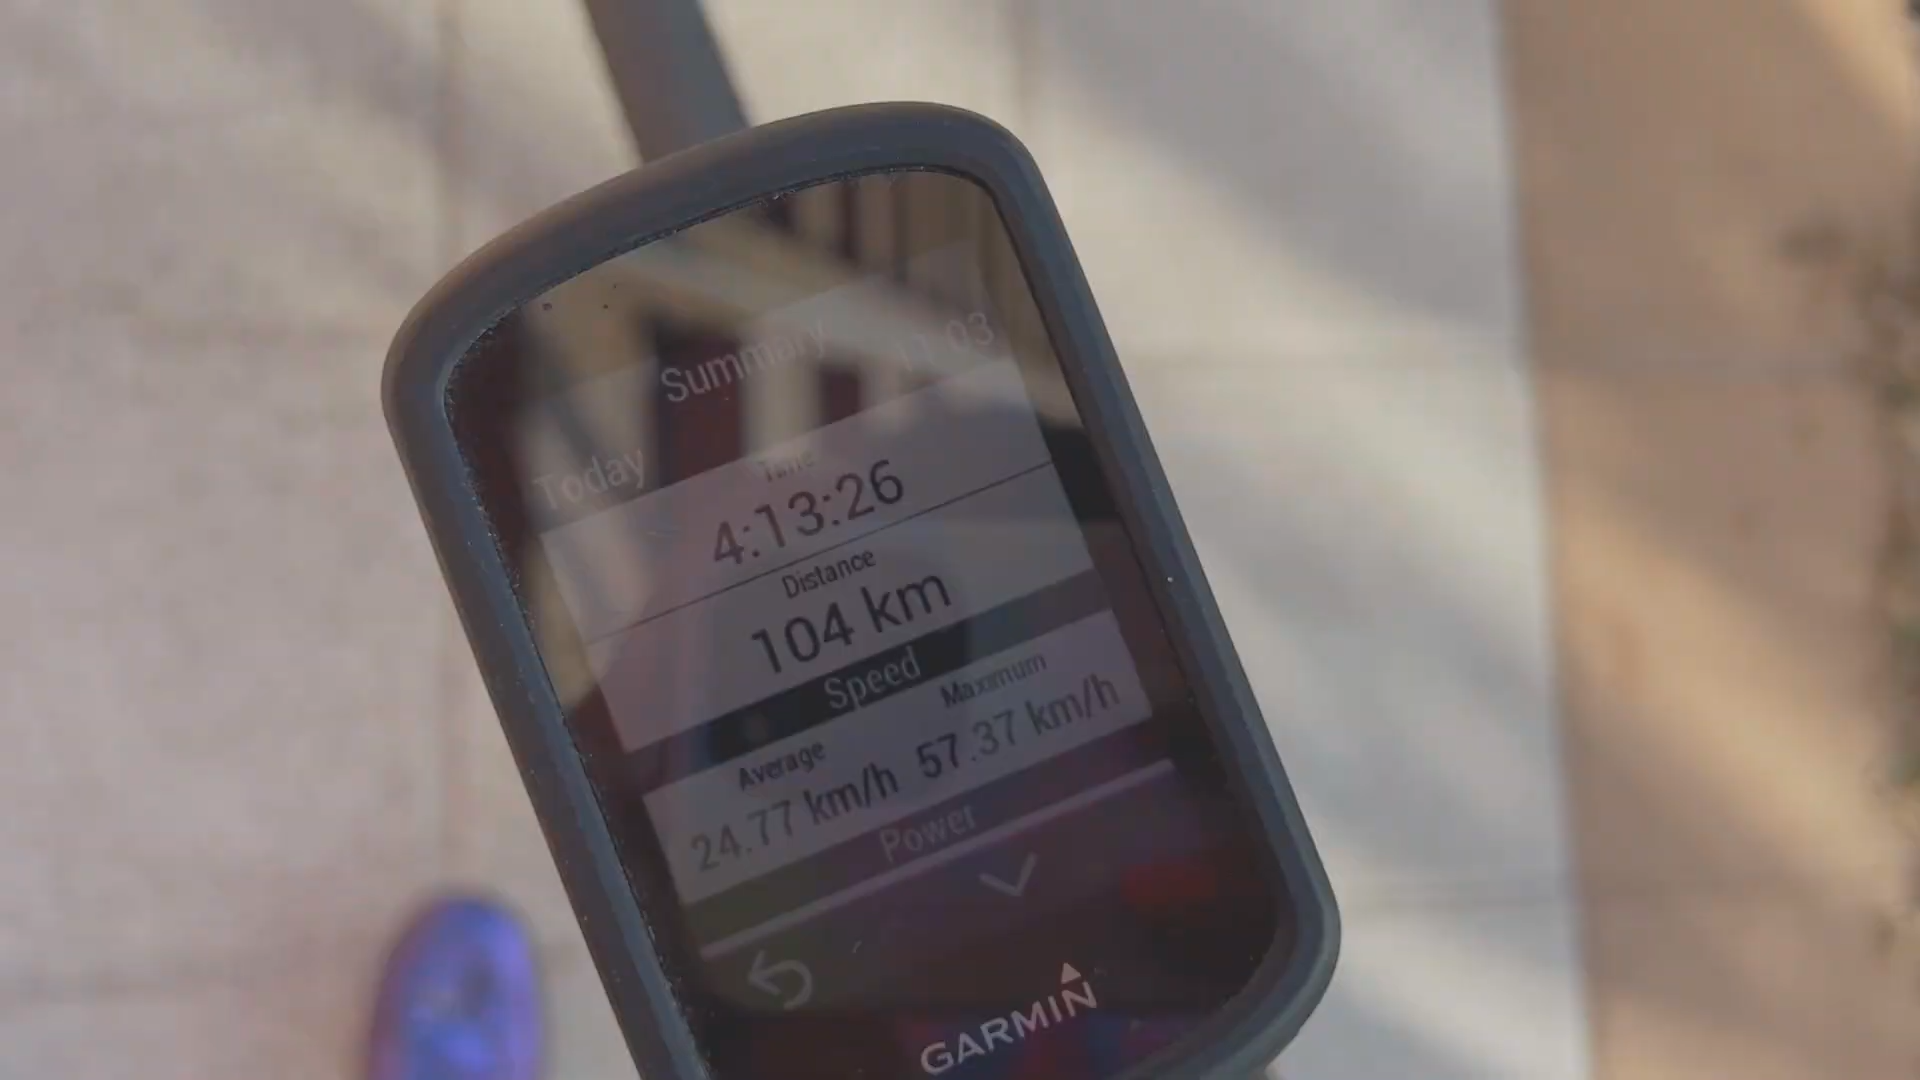 Summary
11:03
Today
Time
4:13:26
Distance
104 km
Speed
Average
Maximum
24.77 km/h
57.37 km/h
Power
GARMIN